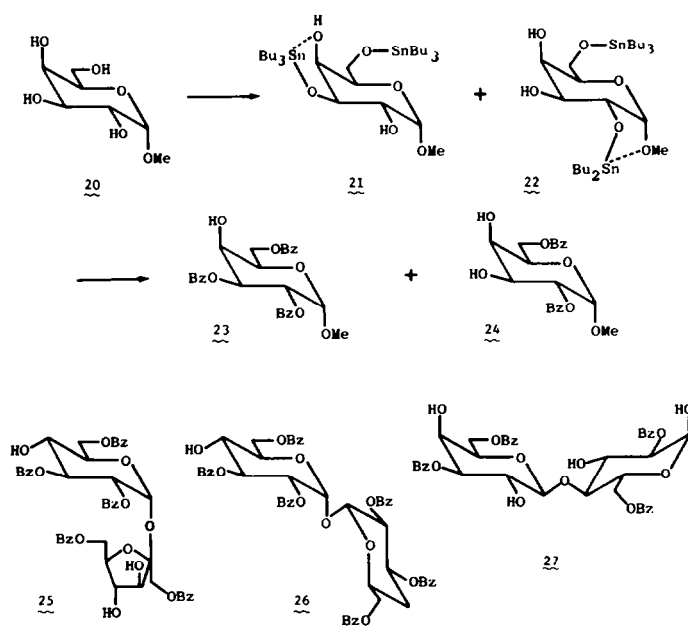 HO
OH
O
HO
HO
OMe
20
H
O
Bu3Sn
O—SnBu3
O
O
HO
OMe
21
+
HO
O—SnBu3
O
HO
O
OMe
Bu2Sn
22
HO
OBz
O
BzO
BzO
OMe
23
+
HO
OBz
O
HO
BzO
OMe
24
HO
OBz
O
BzO
BzO
O
BzO
O
HO
HO
OBz
25
HO
OBz
O
BzO
BzO
O
OBz
O
OBz
BzO
26
HO
OBz
O
BzO
HO
O
HO
BzO
HO
O
OBz
27